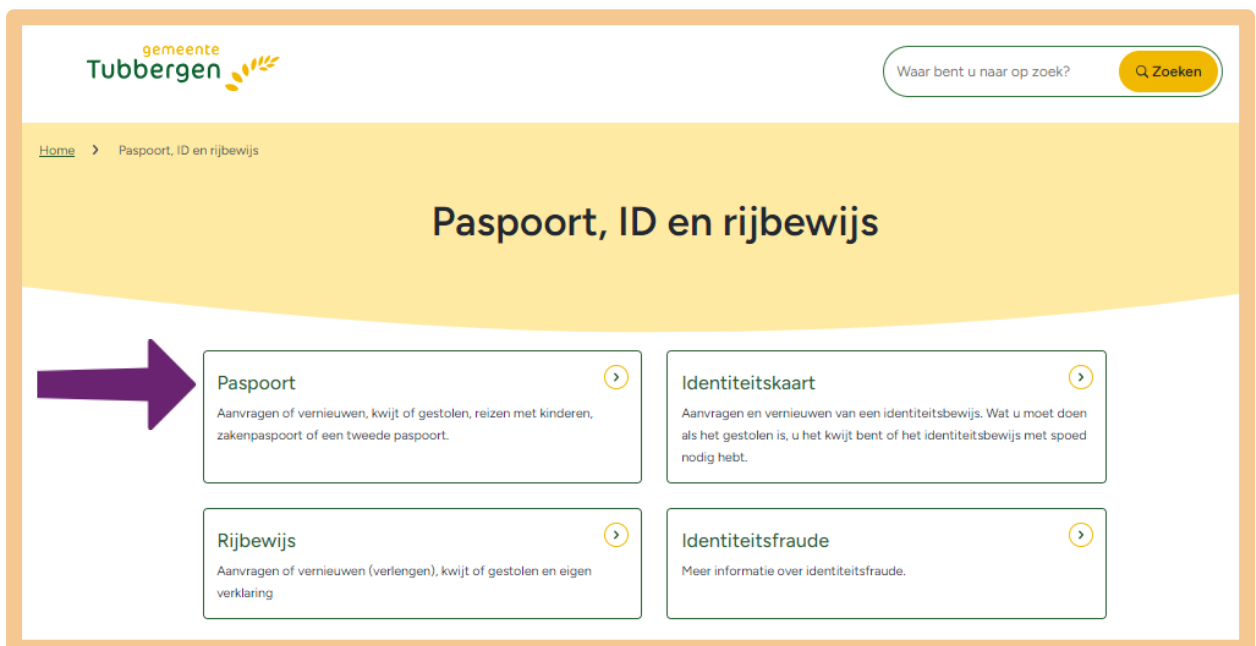 gemeente
Tubbergen
Waar bent u naar op zoek?
Zoeken
Home
Paspoort, ID en rijbewijs
Paspoort, ID en rijbewijs
Paspoort
Aanvragen of vernieuwen, kwijt of gestolen, reizen met kinderen,
zakenpaspoort of een tweede paspoort.
Identiteitskaart
Aanvragen en vernieuwen van een identiteitsbewijs. Wat u moet doen
als het gestolen is, u het kwijt bent of het identiteitsbewijs met spoed
nodig hebt.
Rijbewijs
Aanvragen of vernieuwen (verlengen), kwijt of gestolen en eigen
verklaring
Identiteitsfraude
Meer informatie over identiteitsfraude.